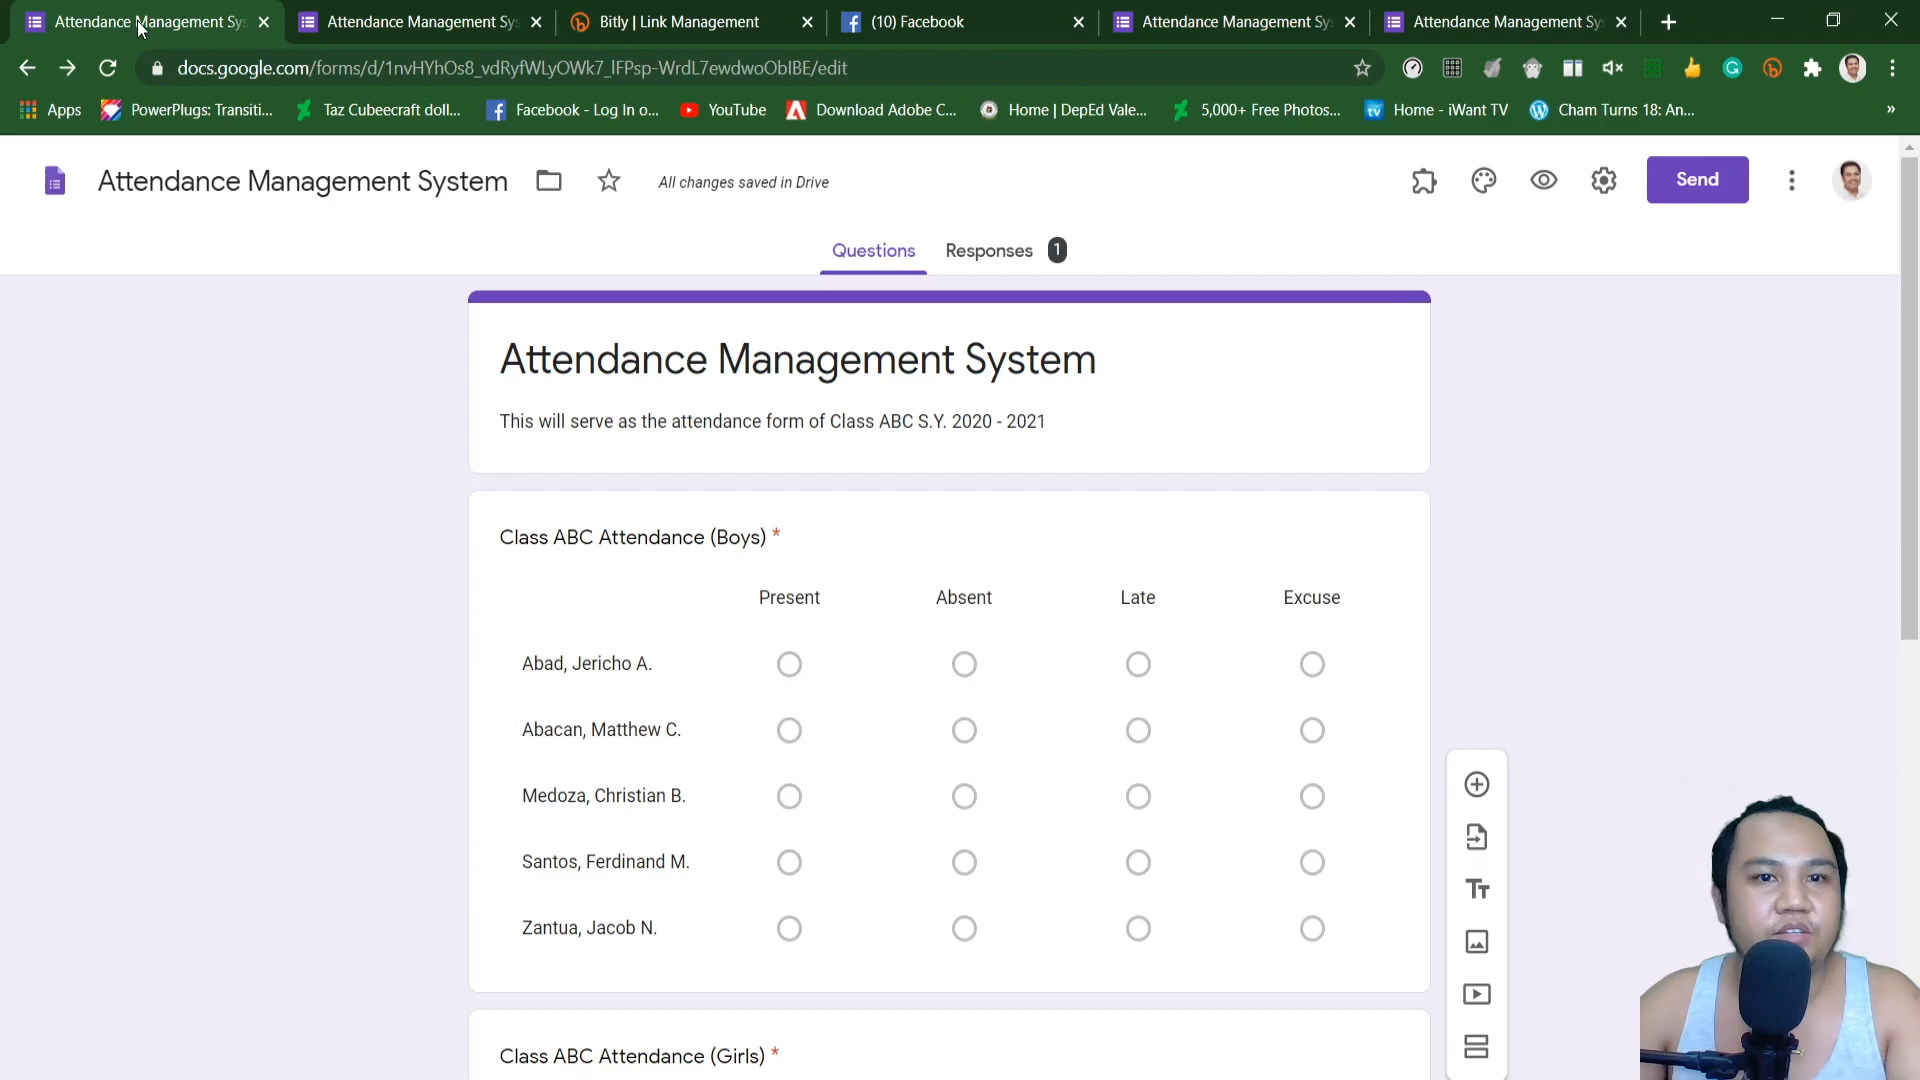 Attendance Management Sys
Attendance Management Sys
Bitly | Link Management
(10) Facebook
Attendance Management Sys
Attendance Management Sys
docs.google.com/forms/d/1nvHYhOs8_vdRyfWLyOWk7_lFPsp-WrdL7ewdwoOblBE/edit
Apps
PowerPlugs: Transiti...
Taz Cubeecraft doll...
Facebook - Log In o...
YouTube
Download Adobe C...
Home | DepEd Vale...
5,000+ Free Photos...
Home - iWant TV
Cham Turns 18: An...
Attendance Management System
All changes saved in Drive
Send
Questions
Responses 1
Attendance Management System
This will serve as the attendance form of Class ABC S.Y. 2020 - 2021
Class ABC Attendance (Boys) *
Present Absent Late Excuse
Abad, Jericho A.
Abacan, Matthew C.
Medoza, Christian B.
Santos, Ferdinand M.
Zantua, Jacob N.
Class ABC Attendance (Girls) *